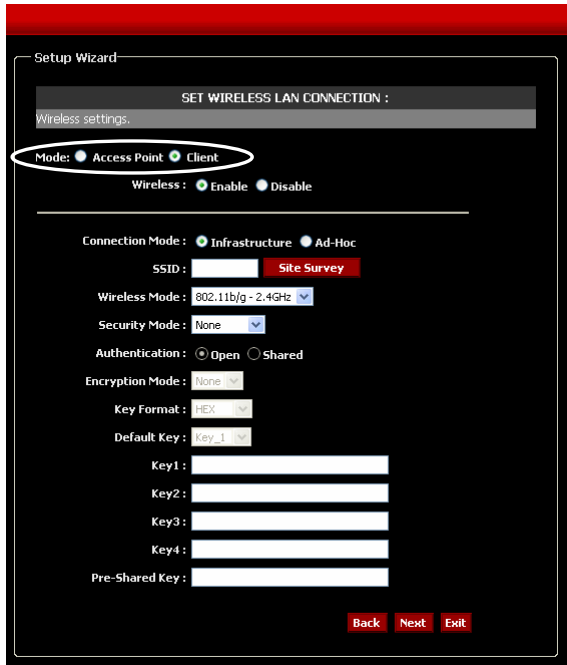 Setup Wizard
SET WIRELESS LAN CONNECTION :
Wireless settings.
Mode: Access Point Client
Wireless : Enable Disable
Connection Mode : Infrastructure Ad-Hoc
SSID : Site Survey
Wireless Mode : 802.11b/g - 2.4GHz
Security Mode : None
Authentication : Open Shared
Encryption Mode : None
Key Format : HEX
Default Key : Key_1
Key1 :
Key2 :
Key3 :
Key4 :
Pre-Shared Key :
Back Next Exit